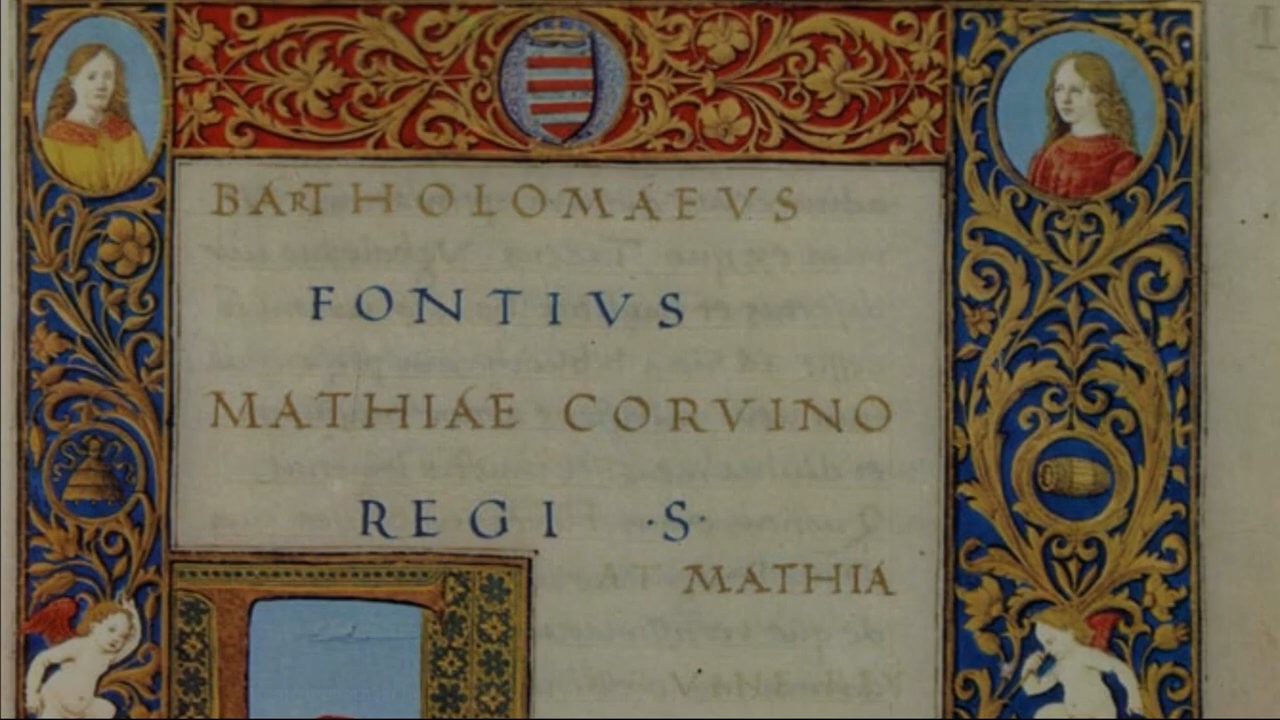 BARTHOLOMAEVS
FONTIVS
MATHIAE CORVINO
REGI ·S·
MATHIA